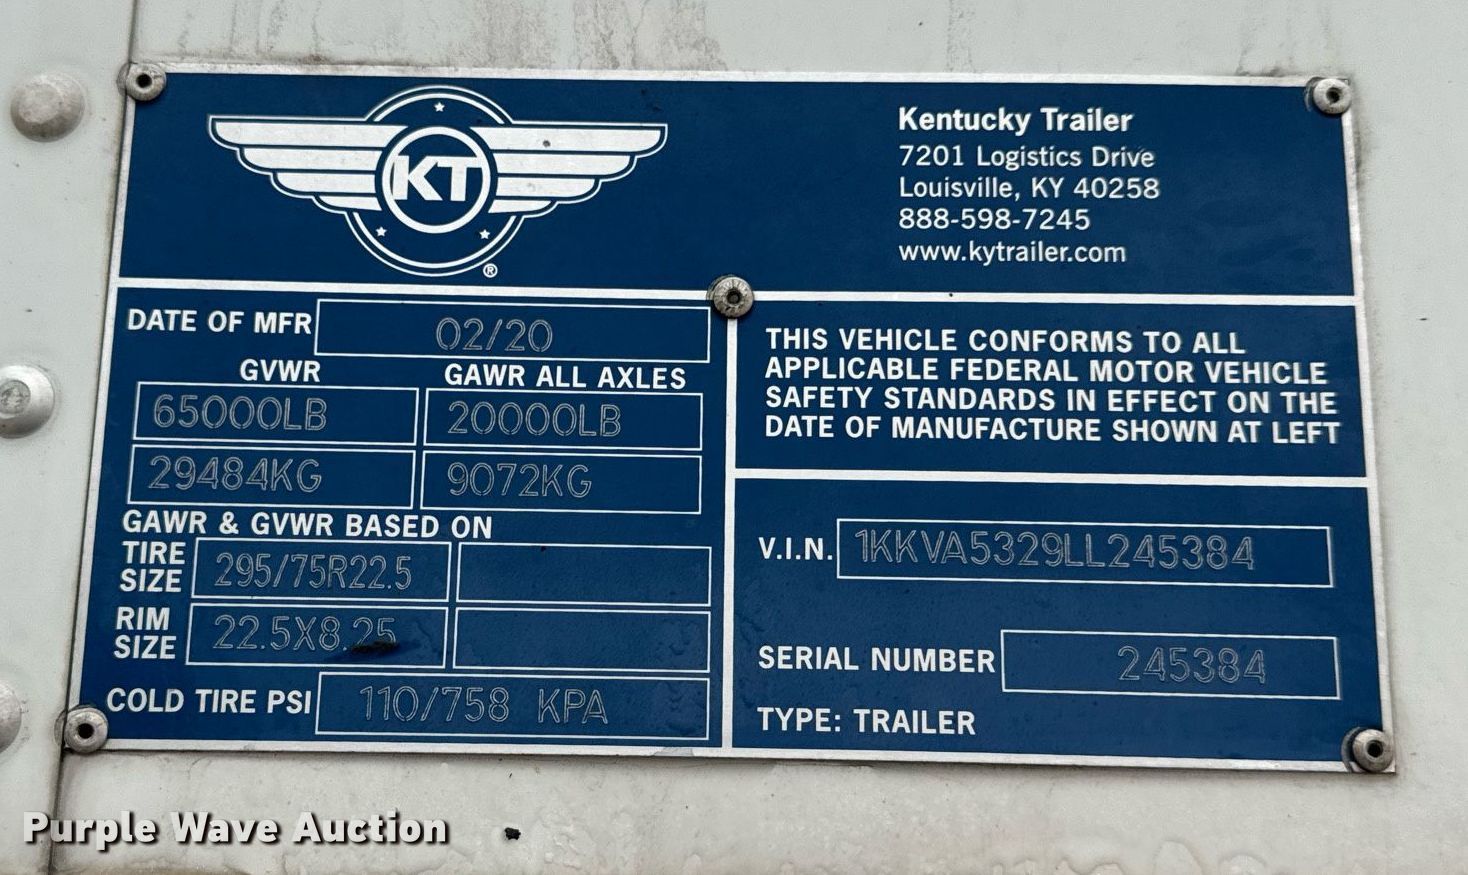 KT
®
Kentucky Trailer
7201 Logistics Drive
Louisville, KY 40258
888-598-7245
www.kytrailer.com
DATE OF MFR 02/20
GVWR GAWR ALL AXLES
65000LB 20000LB
29484KG 9072KG
GAWR & GVWR BASED ON
TIRE SIZE 295/75R22.5
RIM SIZE 22.5X8.25
COLD TIRE PSI 110/758 KPA
THIS VEHICLE CONFORMS TO ALL
APPLICABLE FEDERAL MOTOR VEHICLE
SAFETY STANDARDS IN EFFECT ON THE
DATE OF MANUFACTURE SHOWN AT LEFT
V.I.N. 1KKVA5329LL245384
SERIAL NUMBER 245384
TYPE: TRAILER
Purple Wave Auction